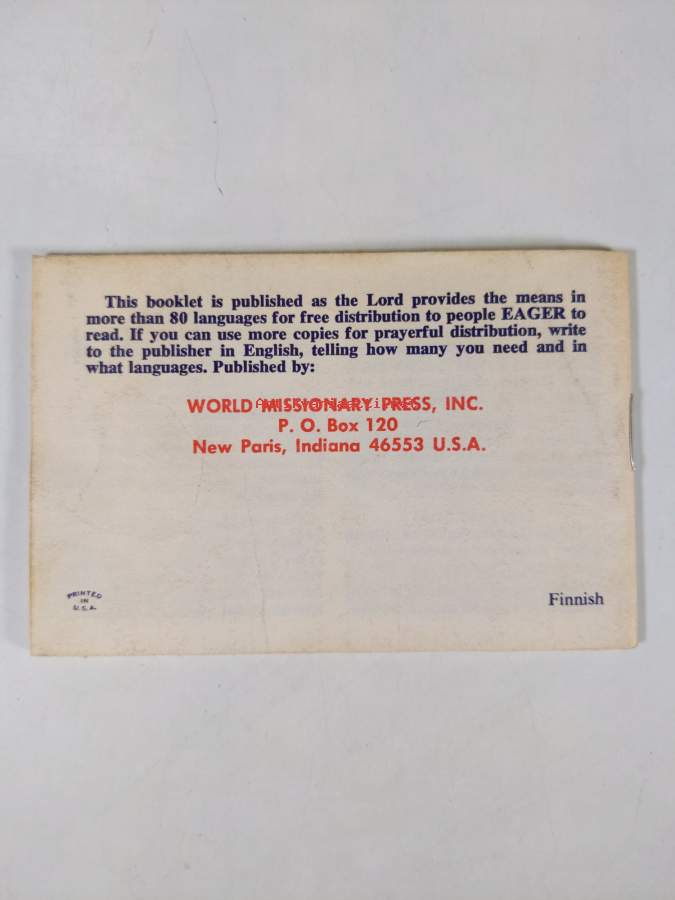 This booklet is published as the Lord provides the means in
more than 80 languages for free distribution to people EAGER to
read. If you can use more copies for prayerful distribution, write
to the publisher in English, telling how many you need and in
what languages. Published by:
WORLD MISSIONARY PRESS, INC.
P. O. Box 120
New Paris, Indiana 46553 U.S.A.
PRINTED
IN
U.S.A.
Finnish